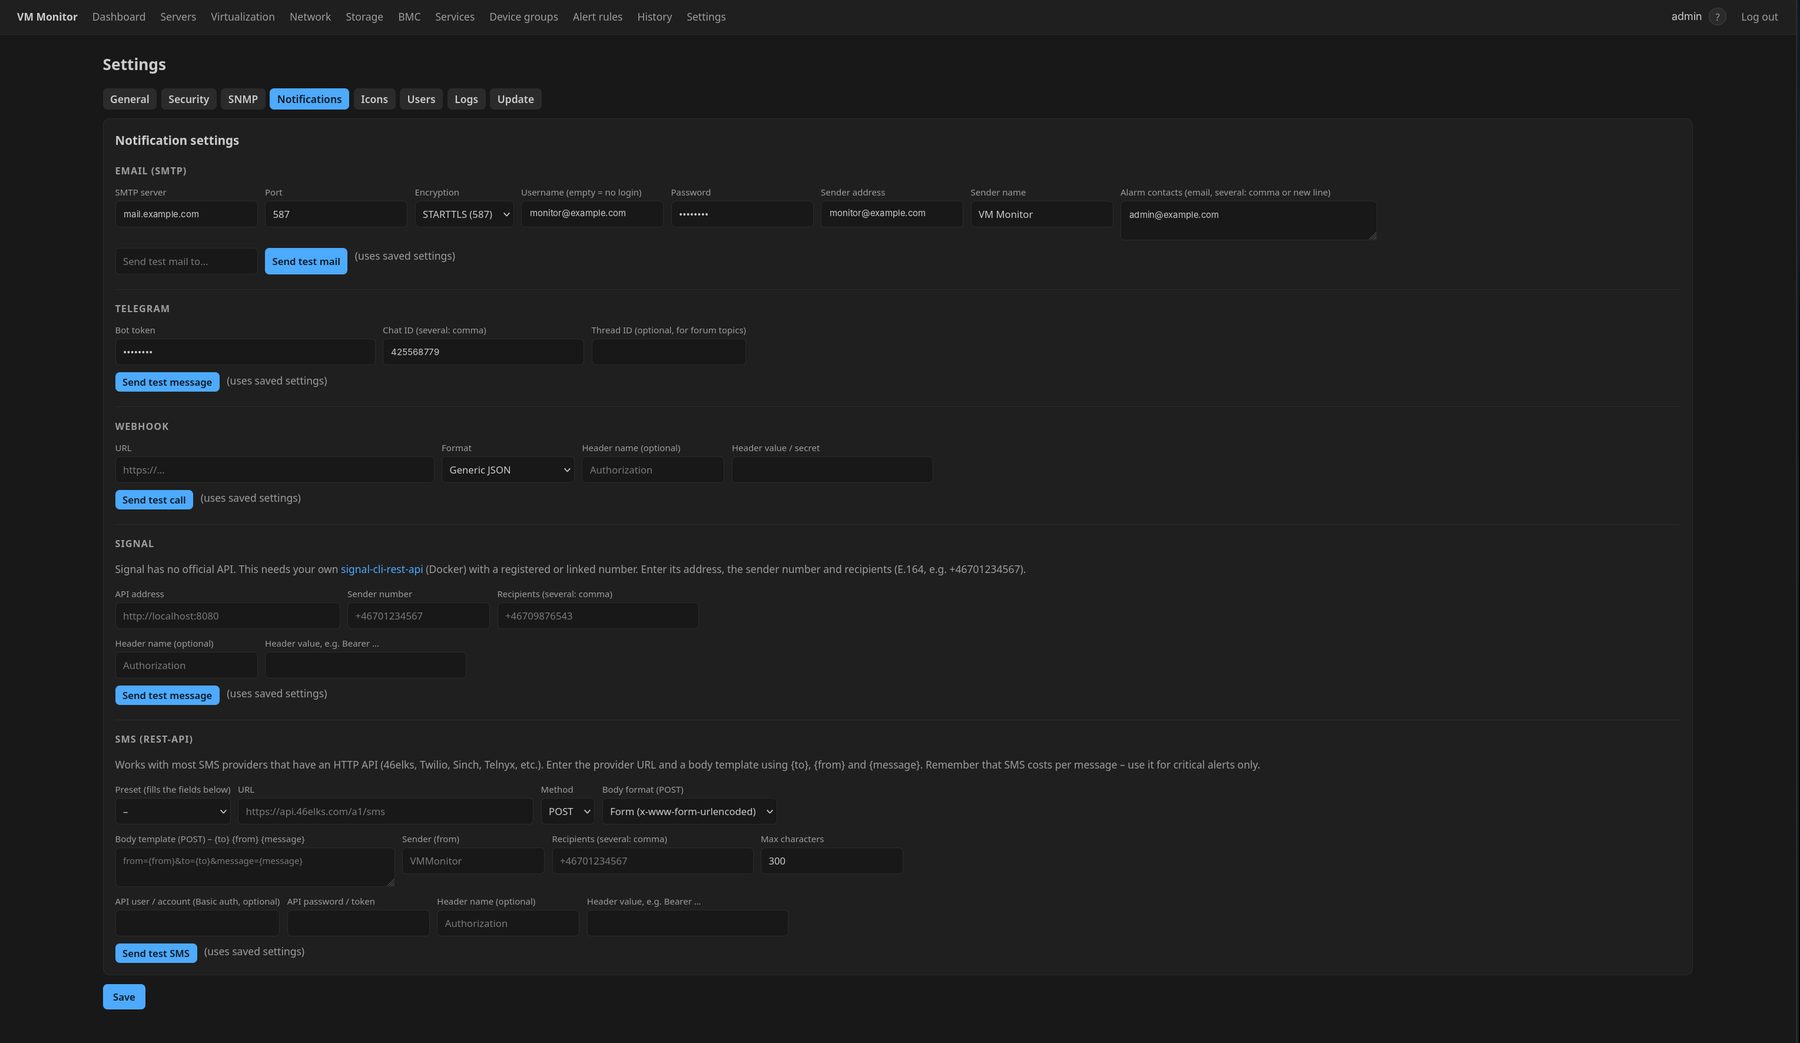 VM Monitor Dashboard Servers Virtualization Network Storage BMC Services Device groups Alert rules History Settings admin ? Log out
Settings
General Security SNMP Notifications Icons Users Logs Update
Notification settings
EMAIL (SMTP)
SMTP server Port Encryption Username (empty = no login) Password Sender address Sender name Alarm contacts (email, several: comma or new line)
mail.example.com 587 STARTTLS (587) monitor@example.com •••••••• monitor@example.com VM Monitor admin@example.com
Send test mail to... Send test mail (uses saved settings)
TELEGRAM
Bot token Chat ID (several: comma) Thread ID (optional, for forum topics)
•••••••• 425568779
Send test message (uses saved settings)
WEBHOOK
URL Format Header name (optional) Header value / secret
https://... Generic JSON Authorization
Send test call (uses saved settings)
SIGNAL
Signal has no official API. This needs your own signal-cli-rest-api (Docker) with a registered or linked number. Enter its address, the sender number and recipients (E.164, e.g. +46701234567).
API address Sender number Recipients (several: comma)
http://localhost:8080 +46701234567 +46709876543
Header name (optional) Header value, e.g. Bearer ...
Authorization
Send test message (uses saved settings)
SMS (REST-API)
Works with most SMS providers that have an HTTP API (46elks, Twilio, Sinch, Telnyx, etc.). Enter the provider URL and a body template using {to}, {from} and {message}. Remember that SMS costs per message – use it for critical alerts only.
Preset (fills the fields below) URL Method Body format (POST)
– https://api.46elks.com/a1/sms POST Form (x-www-form-urlencoded)
Body template (POST) – {to} {from} {message} Sender (from) Recipients (several: comma) Max characters
from={from}&to={to}&message={message} VMMonitor +46701234567 300
API user / account (Basic auth, optional) API password / token Header name (optional) Header value, e.g. Bearer ...
Authorization
Send test SMS (uses saved settings)
Save